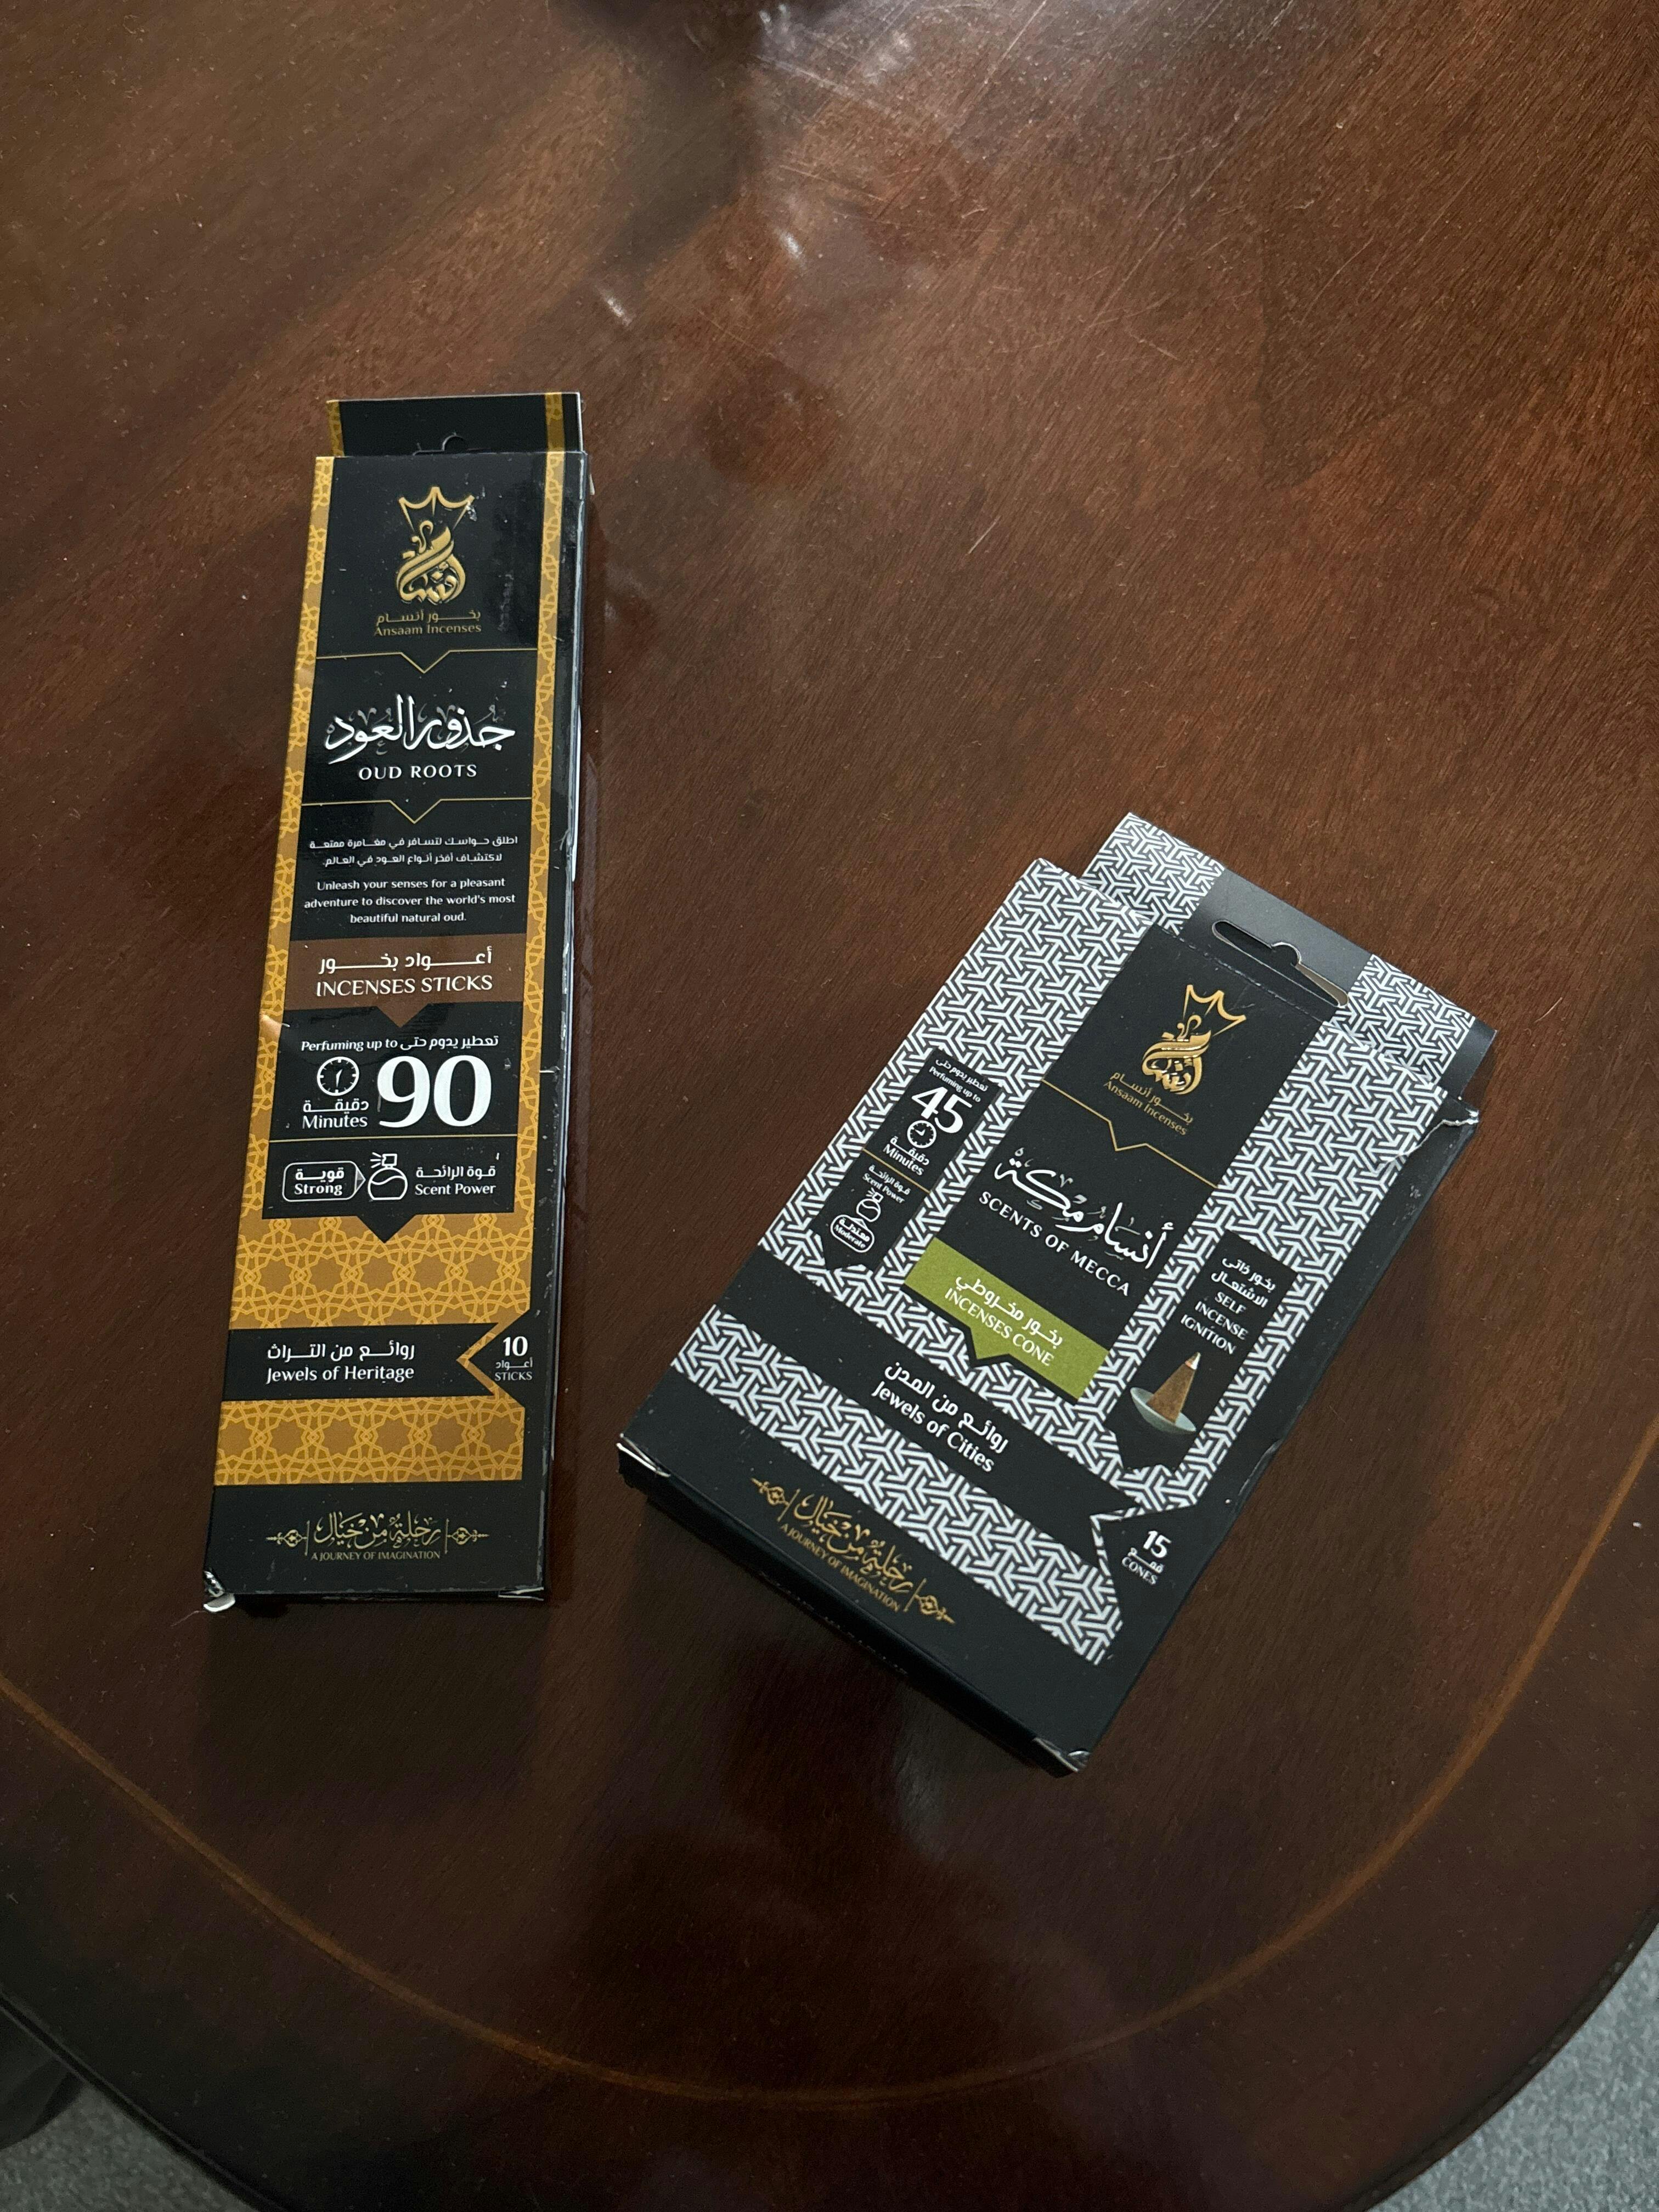 بخور أنسام
Ansaam Incenses
جذور العود
OUD ROOTS
اطلق حواسك لتسافر في مغامرة ممتعة
لاكتشاف أفخر أنواع العود في العالم.
Unleash your senses for a pleasant
adventure to discover the world's most
beautiful natural oud.
أعواد بخور
INCENSES STICKS
Perfuming up to تعطير يدوم حتى
90
دقيقة
Minutes
قوية
Strong
قوة الرائحة
Scent Power
روائع من التراث
Jewels of Heritage
10
أعواد
STICKS
رحلة من خيال
A JOURNEY OF IMAGINATION
بخور أنسام
Ansaam Incenses
تعطير يدوم حتى
Perfuming up to
45
دقيقة
Minutes
قوة الرائحة
Scent Power
معتدلة
Moderate
أنسام مكة
SCENTS OF MECCA
بخور مخروطي
INCENSES CONE
بخور ذاتي
الاشتعال
SELF
INCENSE
IGNITION
روائع من المدن
Jewels of Cities
15
قمع
CONES
رحلة من خيال
A JOURNEY OF IMAGINATION